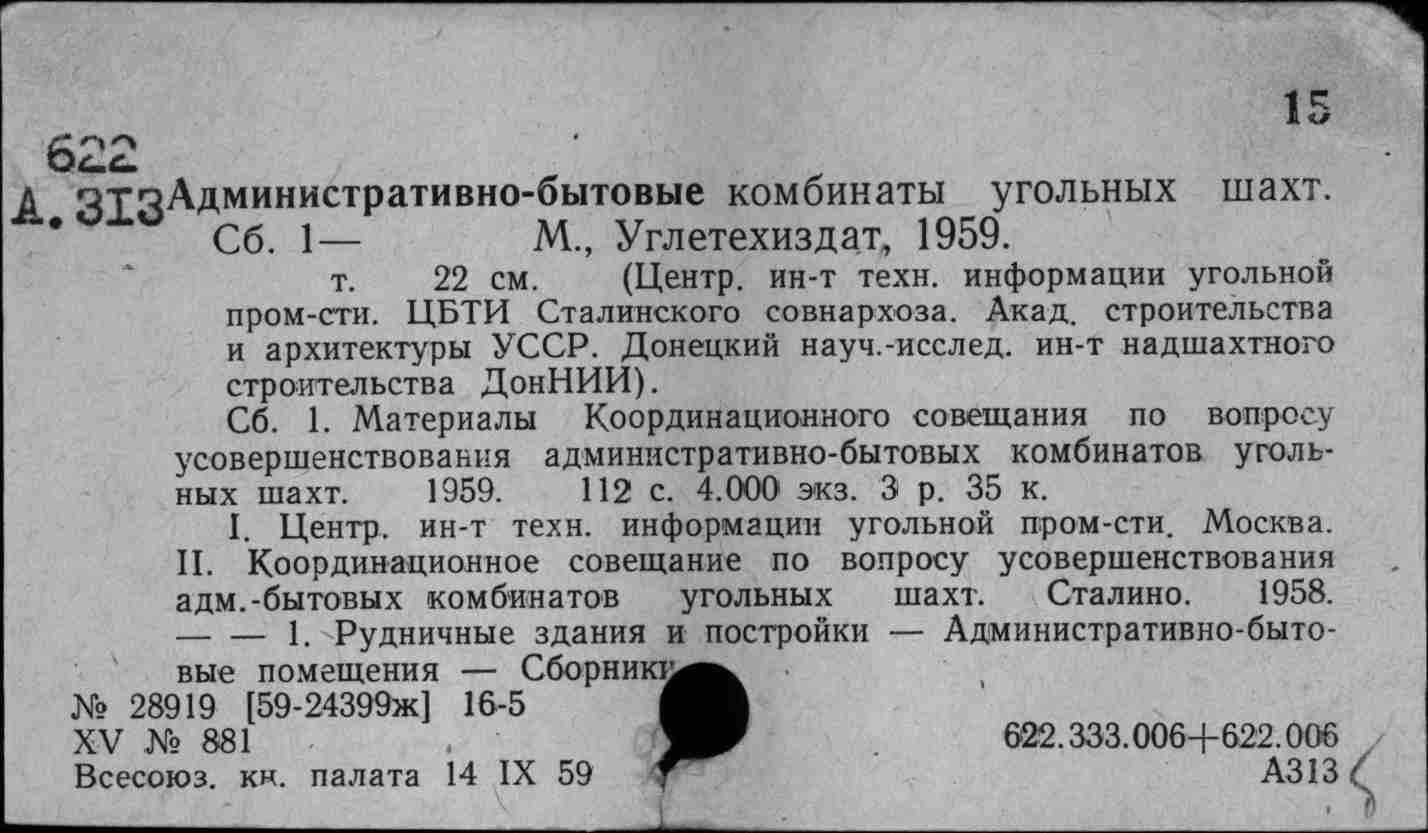 15
622
А.313
Административно-бытовые комбинаты угольных шахт.
Сб. 1— М., Углетехиздат, 1959.
т. 22 см. (Центр. ин-т техн. информации угольной
пром-сти. ЦБТИ Сталинского совнархоза. Акад. строительства
и архитектуры УССР. Донецкий науч.-исслед. ин-т надшахтного
строительства ДонНИИ).
Сб. 1. Материалы Координационного совещания по вопросу
усовершенствования административно-бытовых комбинатов уголь-
ных шахт. 1959. 112 с. 4.000 экз. 3 р. 35 к.
I. Центр. ин-т техн. информации угольной пром-сти. Москва.
II. Координационное совещание по вопросу усовершенствования
адм.-бытовых комбинатов угольных шахт. Сталино. 1958.
— — 1. Рудничные здания и постройки — Административно-быто-
вые помещения — Сборники
№ 28919 [59-24399ж] 16-5
XV № 881 622.333.006+622.006
Всесоюз. кн. палата 14 IX 59 А313